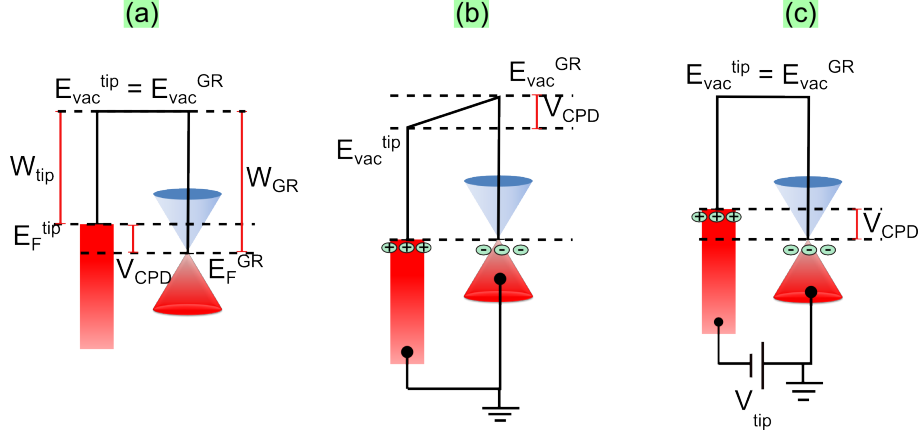 (a)
E_vac^tip = E_vac^GR
W_tip
W_GR
E_F^tip
V_CPD
E_F^GR
(b)
E_vac^GR
V_CPD
E_vac^tip
+ + +
- - -
(c)
E_vac^tip = E_vac^GR
+ + +
V_CPD
- - -
V_tip